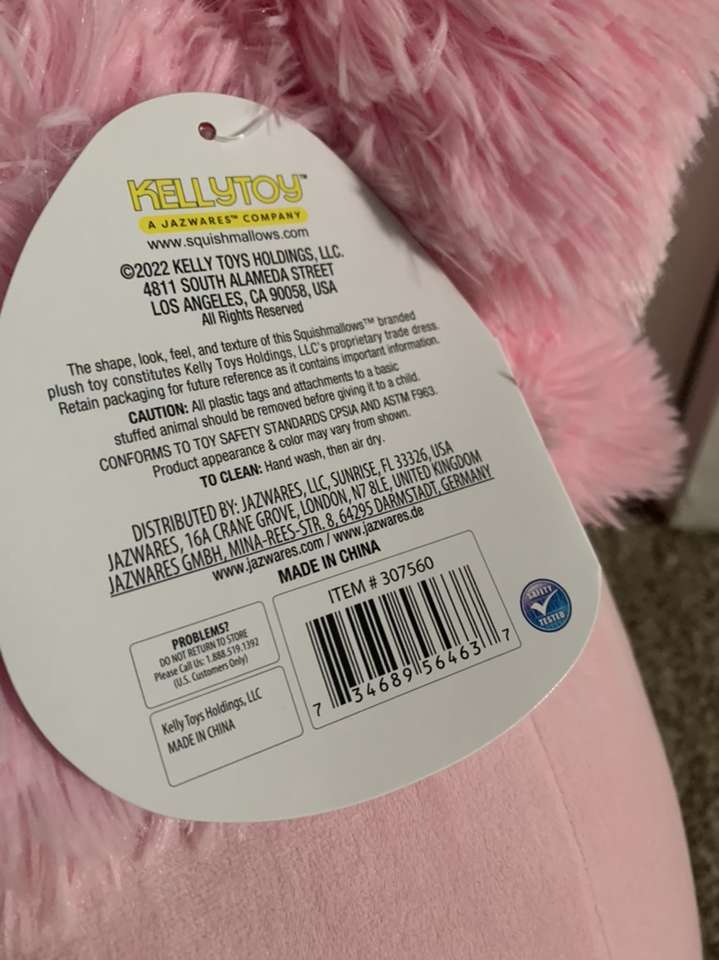 KELLYTOY™
A JAZWARES™ COMPANY
www.squishmallows.com
©2022 KELLY TOYS HOLDINGS, LLC.
4811 SOUTH ALAMEDA STREET
LOS ANGELES, CA 90058, USA
All Rights Reserved
The shape, look, feel, and texture of this Squishmallows™ branded
plush toy constitutes Kelly Toys Holdings, LLC's proprietary trade dress.
Retain packaging for future reference as it contains important information.
CAUTION: All plastic tags and attachments to a basic
stuffed animal should be removed before giving it to a child.
CONFORMS TO TOY SAFETY STANDARDS CPSIA AND ASTM F963.
Product appearance & color may vary from shown.
TO CLEAN: Hand wash, then air dry.
DISTRIBUTED BY: JAZWARES, LLC, SUNRISE, FL 33326, USA
JAZWARES, 16A CRANE GROVE, LONDON, N7 8LE, UNITED KINGDOM
JAZWARES GMBH, MINA-REES-STR. 8, 64295 DARMSTADT, GERMANY
www.jazwares.com / www.jazwares.de
MADE IN CHINA
PROBLEMS?
DO NOT RETURN TO STORE
Please Call Us: 1.888.519.1392
(U.S. Customers Only)
Kelly Toys Holdings, LLC
MADE IN CHINA
ITEM # 307560
7 34689 56463 7
SAFETY
TESTED